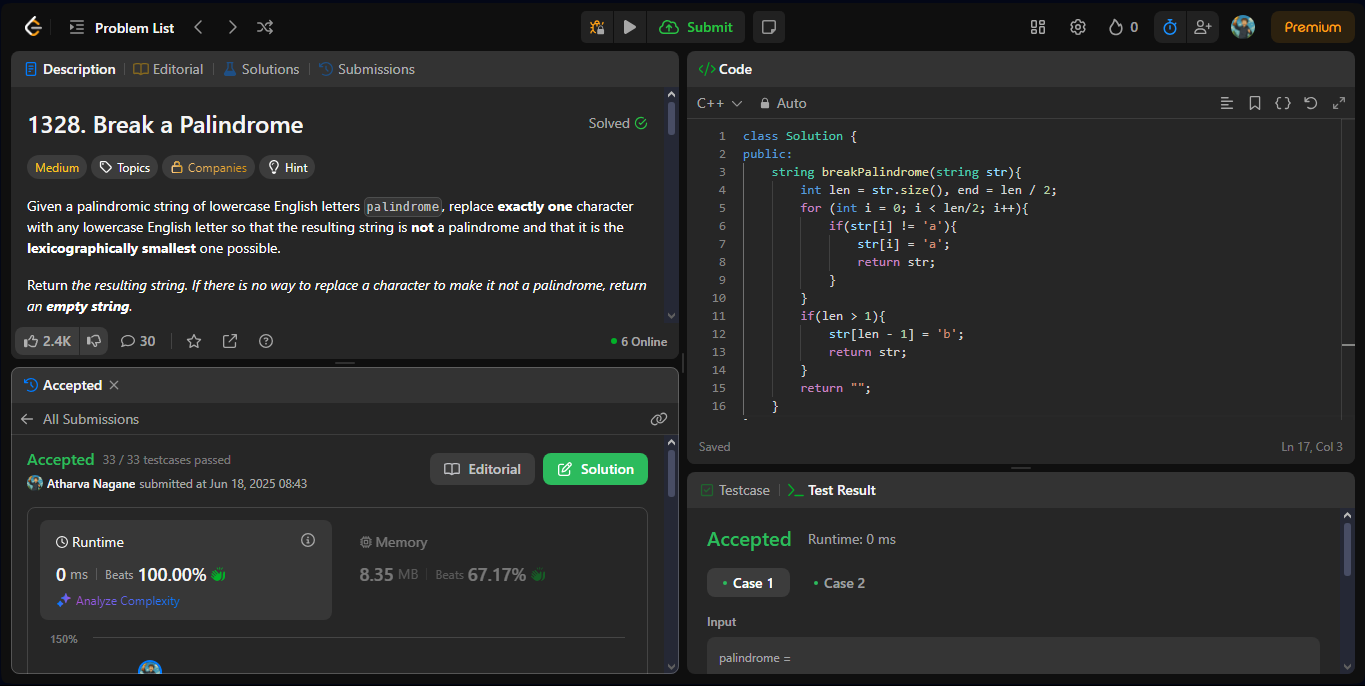 Problem List
Submit
0
Premium
Description
Editorial
Solutions
Submissions
1328. Break a Palindrome
Solved
Medium
Topics
Companies
Hint
Given a palindromic string of lowercase English letters palindrome, replace exactly one character
with any lowercase English letter so that the resulting string is not a palindrome and that it is the
lexicographically smallest one possible.
Return the resulting string. If there is no way to replace a character to make it not a palindrome, return
an empty string.
2.4K
30
6 Online
Accepted
All Submissions
Accepted 33 / 33 testcases passed
Atharva Nagane submitted at Jun 18, 2025 08:43
Editorial
Solution
Runtime
0 ms Beats 100.00%
Analyze Complexity
Memory
8.35 MB Beats 67.17%
150%
</> Code
C++
Auto
1 class Solution {
2 public:
3 string breakPalindrome(string str){
4 int len = str.size(), end = len / 2;
5 for (int i = 0; i < len/2; i++){
6 if(str[i] != 'a'){
7 str[i] = 'a';
8 return str;
9 }
10 }
11 if(len > 1){
12 str[len - 1] = 'b';
13 return str;
14 }
15 return "";
16 }
Saved
Ln 17, Col 3
Testcase
Test Result
Accepted Runtime: 0 ms
Case 1
Case 2
Input
palindrome =